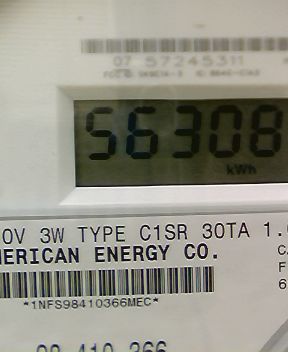 07 57245311
56308
kWh
0V 3W TYPE C1SR 30TA 1.
MERICAN ENERGY CO.
*1NFS98410366MEC*
98 410 366